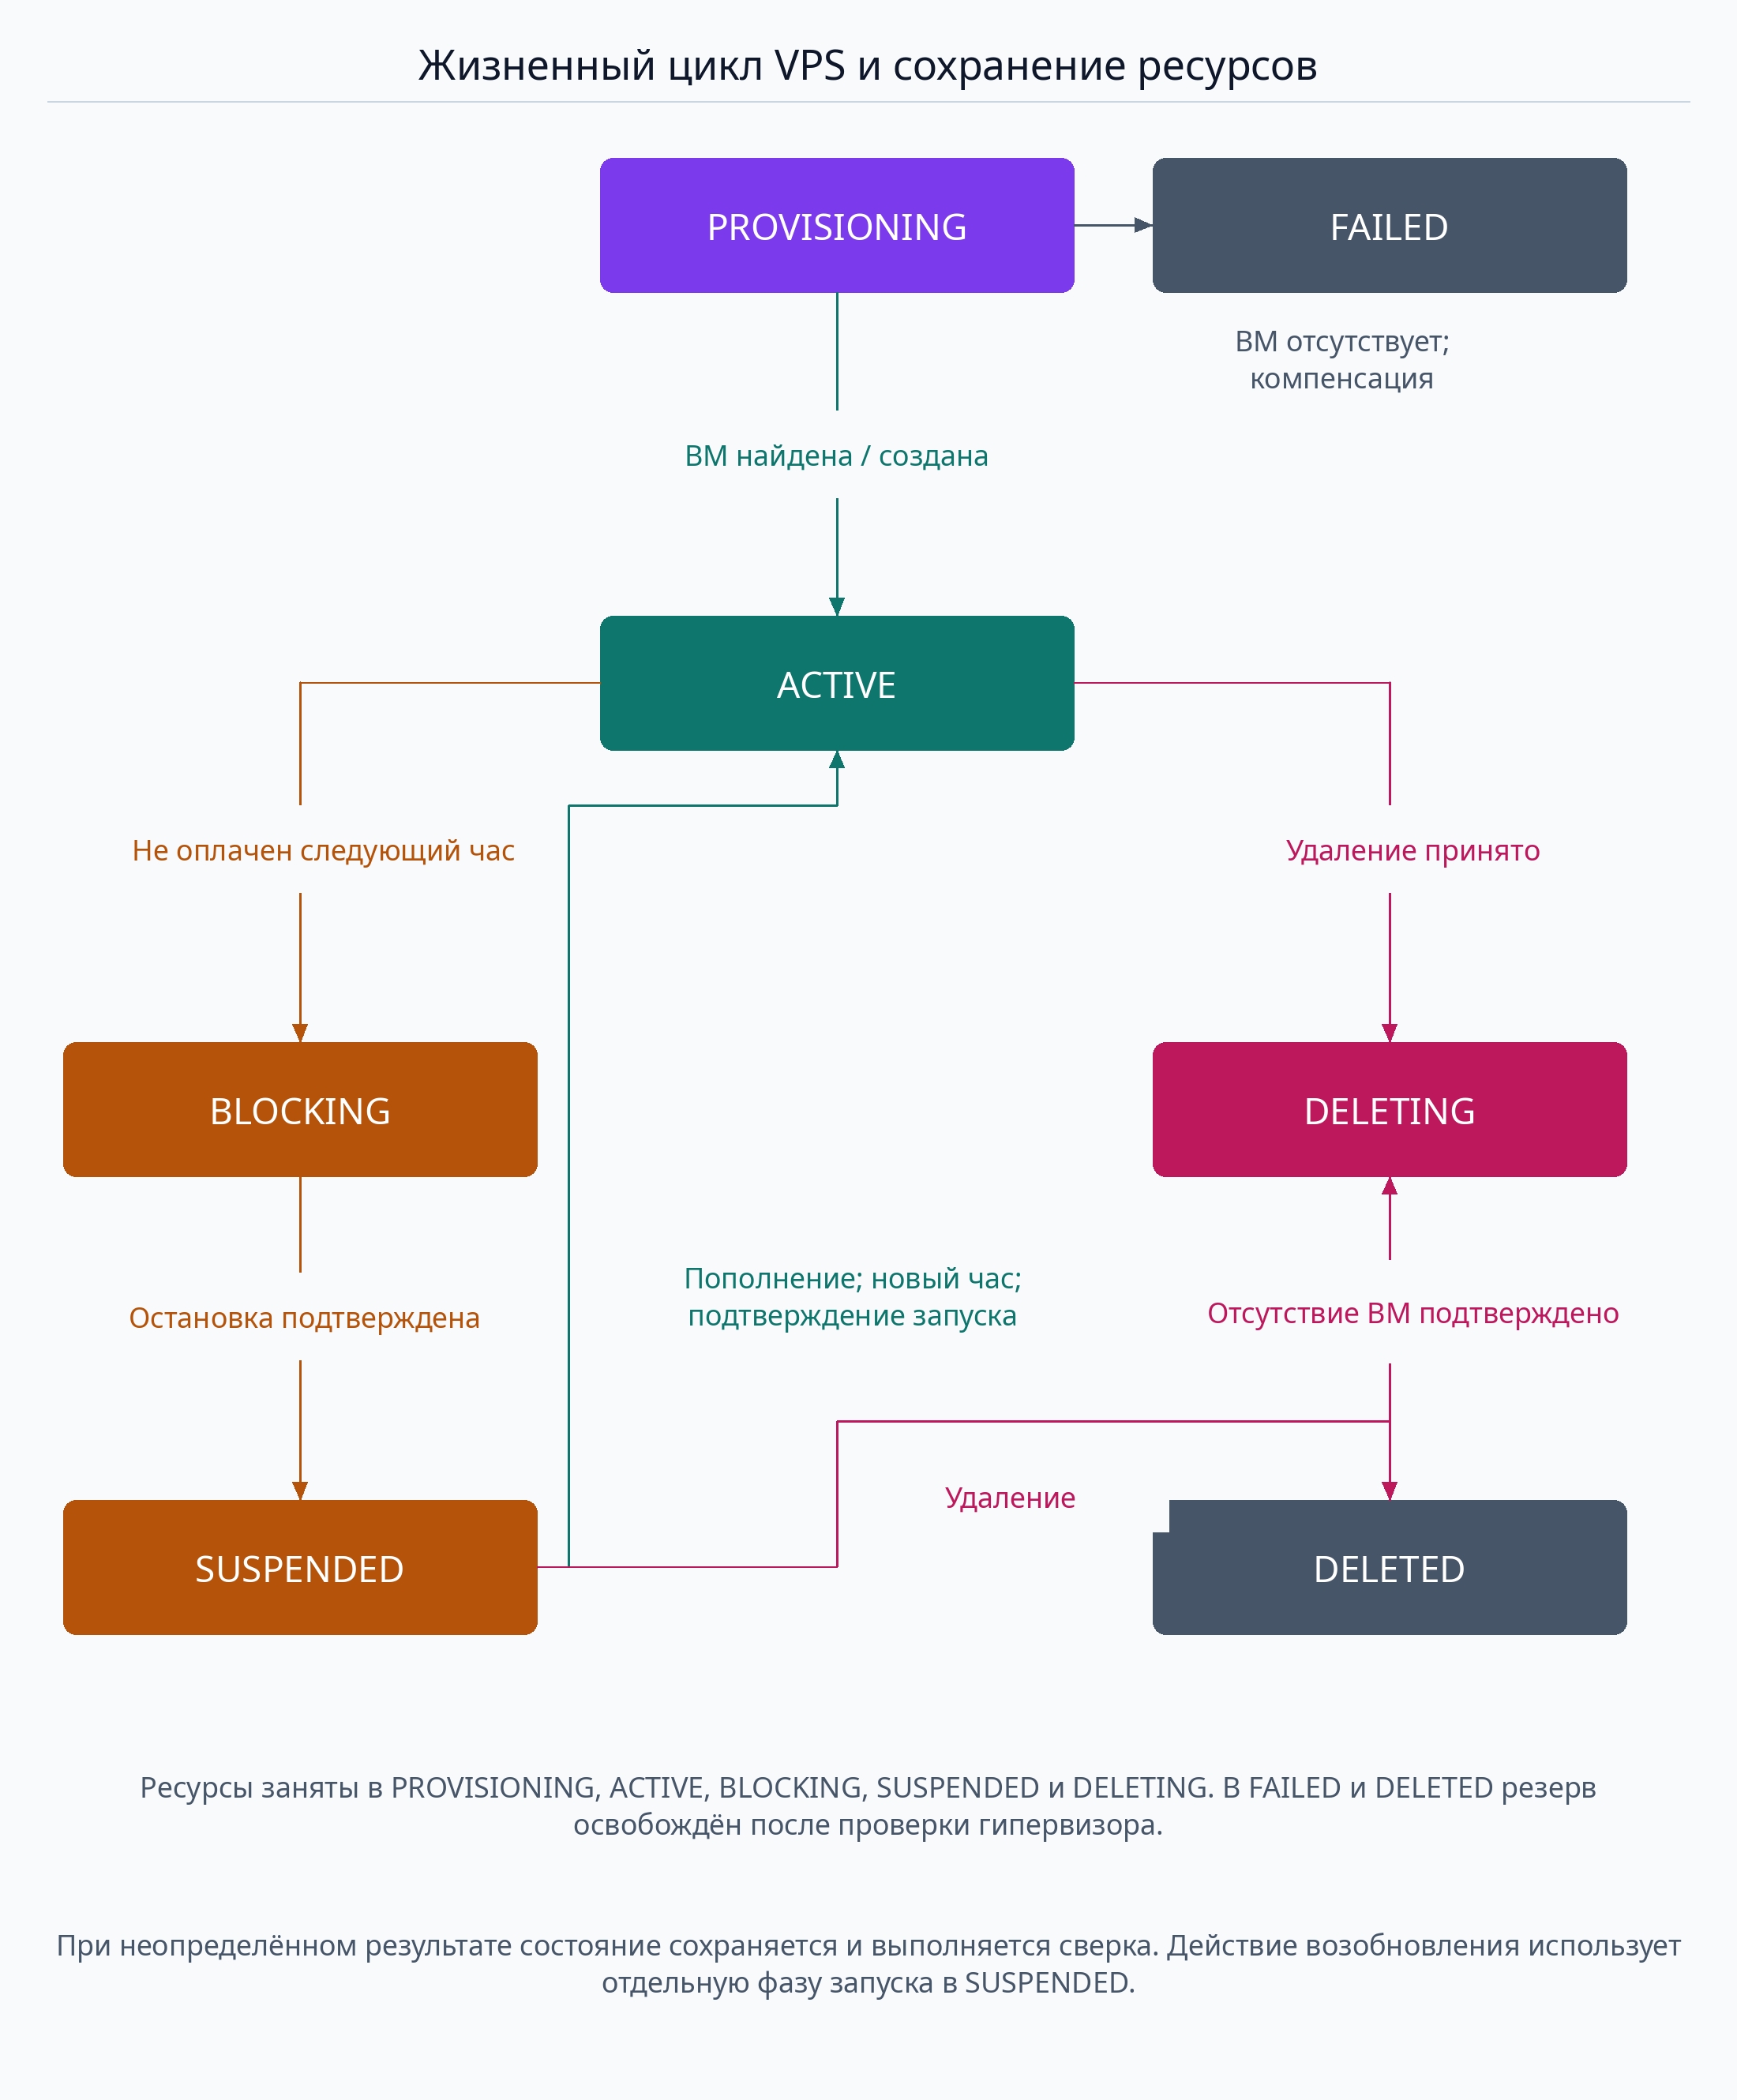 Жизненный цикл VPS и сохранение ресурсов
PROVISIONING
FAILED
ВМ отсутствует;
компенсация
ВМ найдена / создана
ACTIVE
Не оплачен следующий час
Удаление принято
BLOCKING
DELETING
Пополнение; новый час;
подтверждение запуска
Остановка подтверждена
Отсутствие ВМ подтверждено
Удаление
SUSPENDED
DELETED
Ресурсы заняты в PROVISIONING, ACTIVE, BLOCKING, SUSPENDED и DELETING. В FAILED и DELETED резерв
освобождён после проверки гипервизора.
При неопределённом результате состояние сохраняется и выполняется сверка. Действие возобновления использует
отдельную фазу запуска в SUSPENDED.